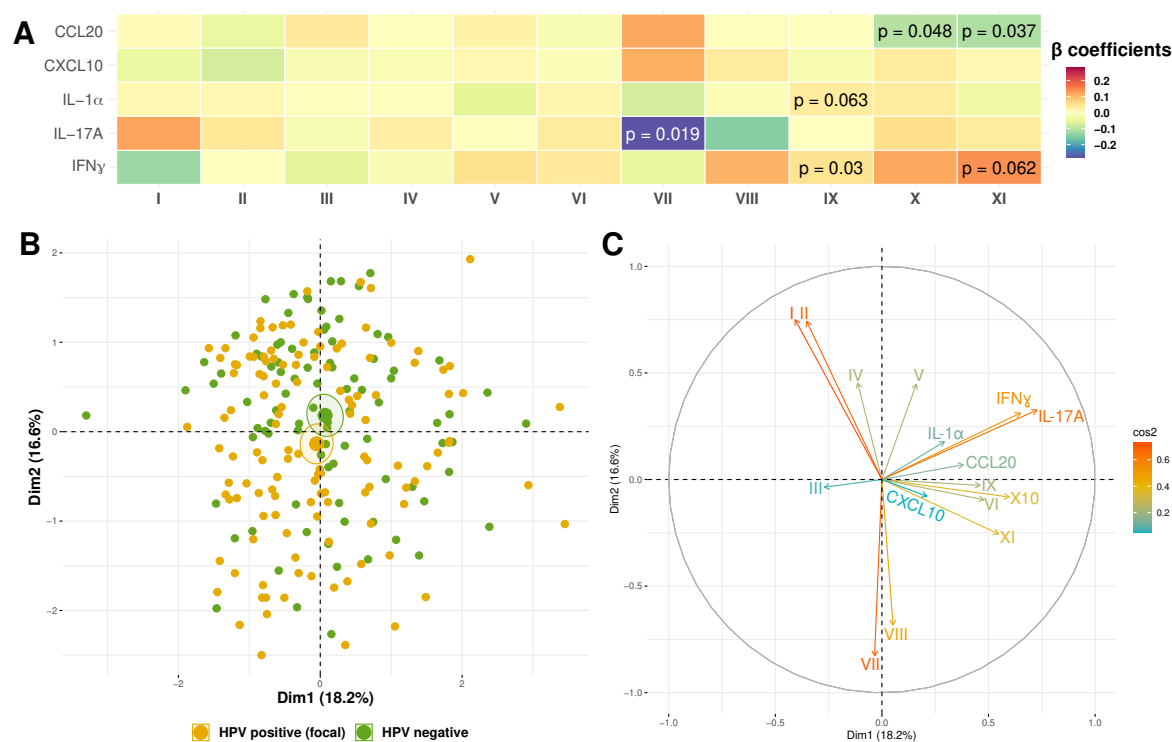 A
CCL20
CXCL10
IL−1α
IL−17A
IFNɣ
p = 0.048
p = 0.037
p = 0.063
p = 0.019
p = 0.03
p = 0.062
I II III IV V VI VII VIII IX X XI
β coefficients
0.2
0.1
0.0
−0.1
−0.2
B
Dim2 (16.6%)
2
1
0
−1
−2
−2 0 2
Dim1 (18.2%)
HPV positive (focal) HPV negative
C
Dim2 (16.6%)
1.0
0.5
0.0
−0.5
−1.0
I II
IV
V
IFNɣ
IL-17A
IL-1α
CCL20
III
IX
CXCL10
X10
VI
XI
VIII
VII
−1.0 −0.5 0.0 0.5 1.0
Dim1 (18.2%)
cos2
0.6
0.4
0.2